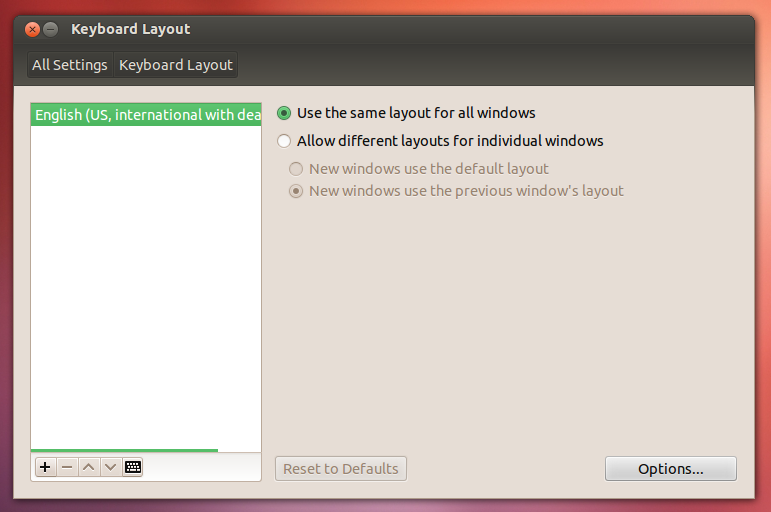 Keyboard Layout
All Settings Keyboard Layout
English (US, international with dea
Use the same layout for all windows
Allow different layouts for individual windows
New windows use the default layout
New windows use the previous window's layout
Reset to Defaults
Options...